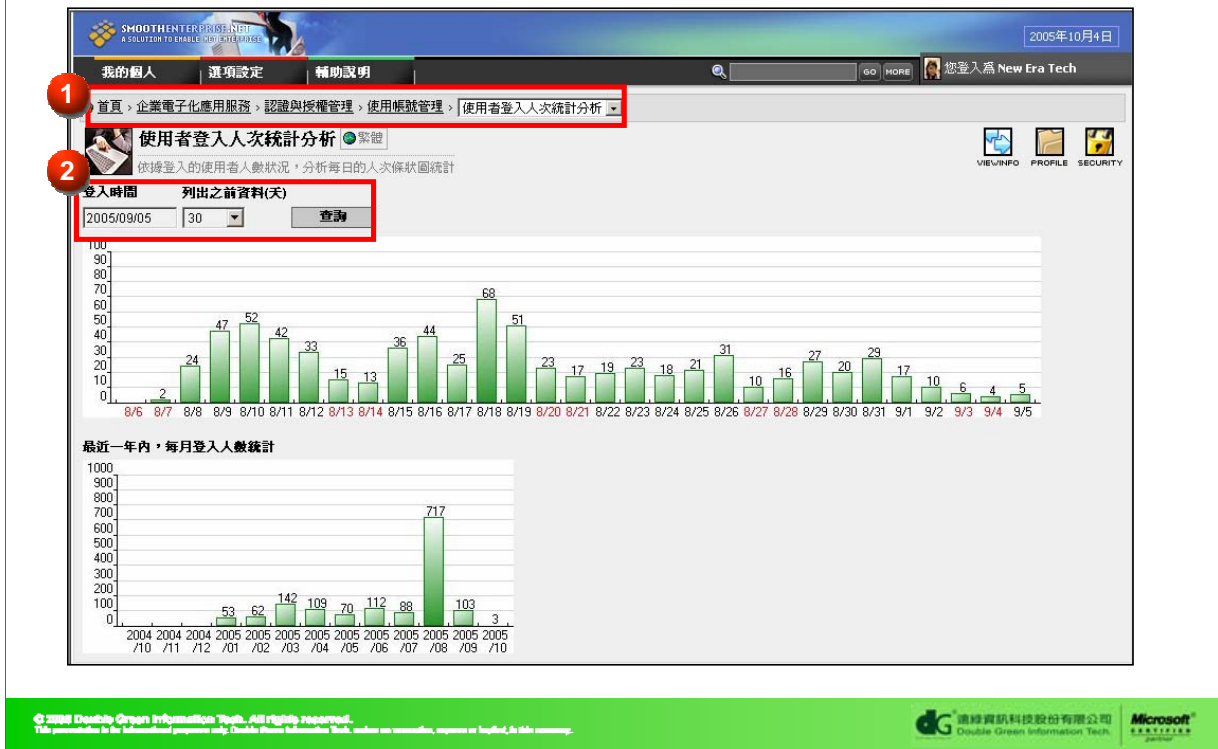 SMOOTHENTERPRISE.NET
A SOLUTION TO ENABLE .NET ENTERPRISE
2005年10月4日
我的個人 選項設定 輔助說明 GO MORE 您登入為 New Era Tech
1
首頁 › 企業電子化應用服務 › 認證與授權管理 › 使用帳號管理 › 使用者登入人次統計分析
使用者登入人次統計分析 繁體
依據登入的使用者人數狀況，分析每日的人次條狀圖統計
VIEWINFO PROFILE SECURITY
2
登入時間 列出之前資料(天)
2005/09/05 30 查詢
100
90
80
70
60
50
40
30
20
10
0
2 24 47 52 42 33 15 13 36 44 25 68 51 23 17 19 23 18 21 31 10 16 27 20 29 17 10 6 4 5
8/6 8/7 8/8 8/9 8/10 8/11 8/12 8/13 8/14 8/15 8/16 8/17 8/18 8/19 8/20 8/21 8/22 8/23 8/24 8/25 8/26 8/27 8/28 8/29 8/30 8/31 9/1 9/2 9/3 9/4 9/5
最近一年內，每月登入人數統計
1000
900
800
700
600
500
400
300
200
100
0
53 62 142 109 70 112 88 717 103 3
2004 2004 2004 2005 2005 2005 2005 2005 2005 2005 2005 2005 2005
/10 /11 /12 /01 /02 /03 /04 /05 /06 /07 /08 /09 /10
Double Green Information Tech. All rights reserved.
dG 達綠資訊科技股份有限公司
Double Green Information Tech.
Microsoft
CERTIFIED
Partner